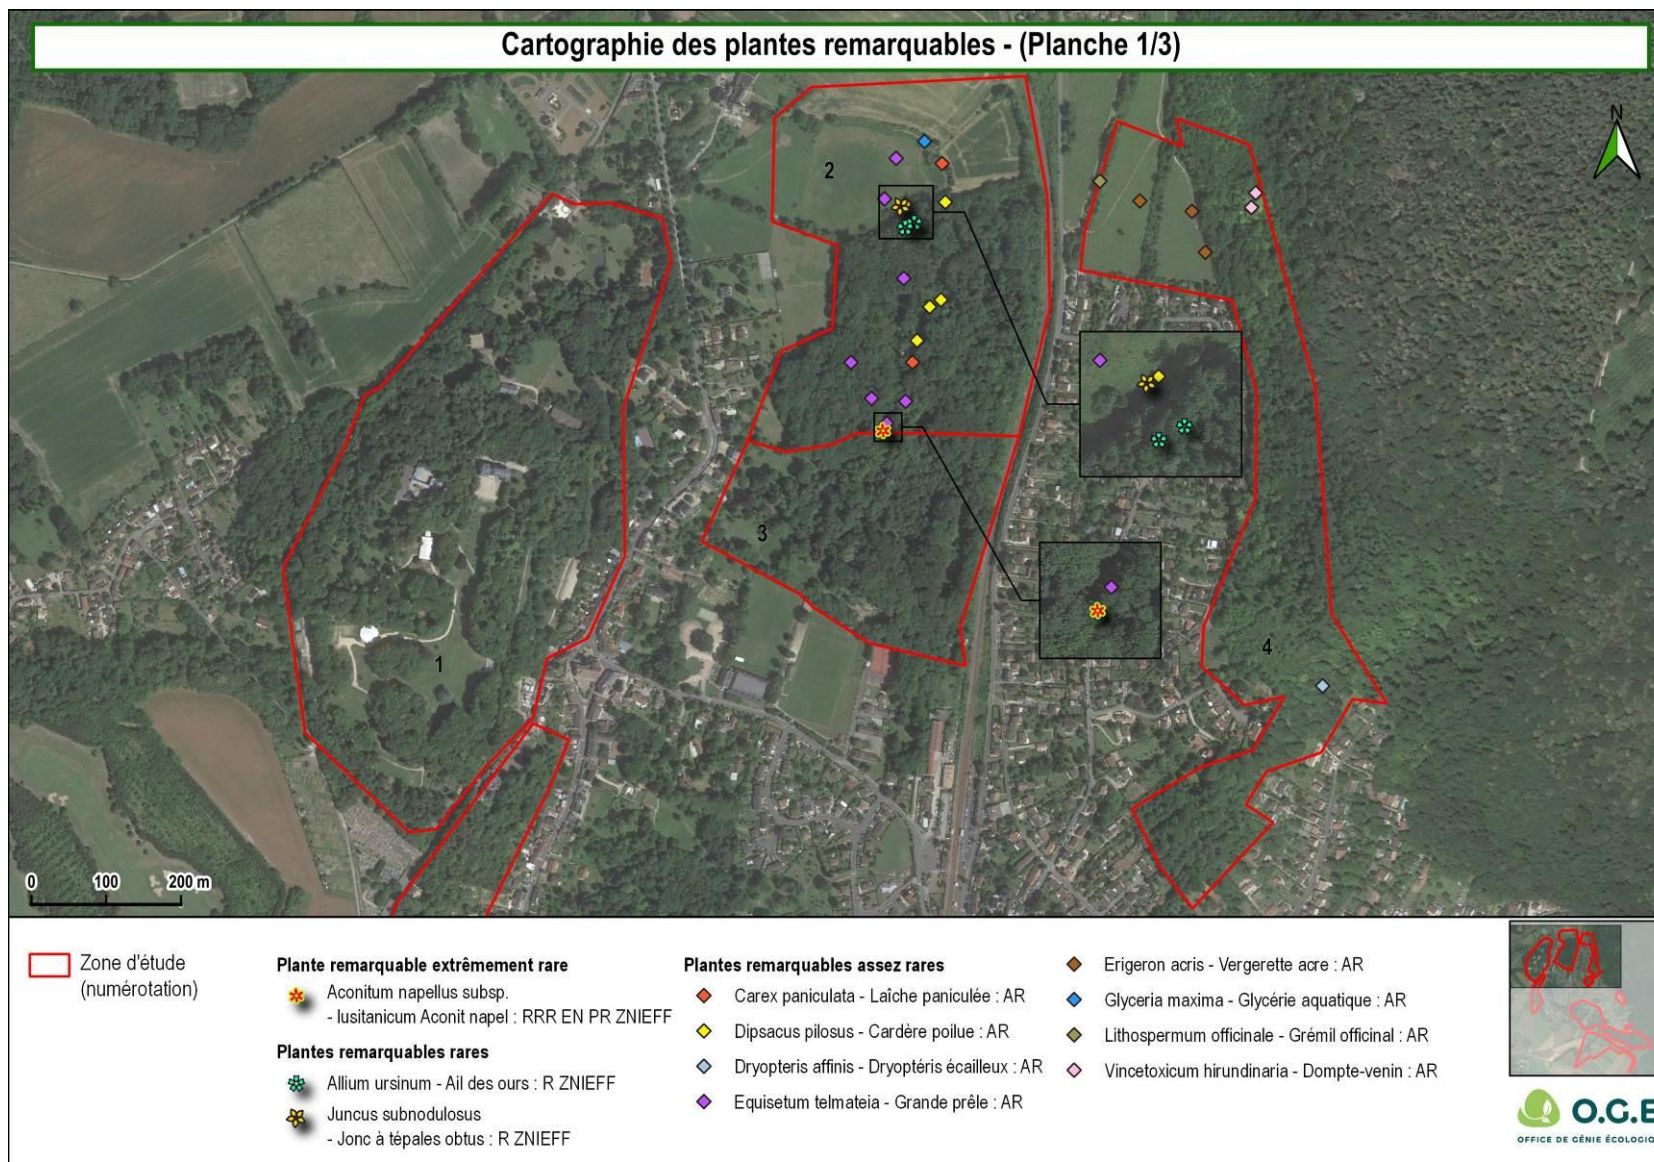 Cartographie des plantes remarquables - (Planche 1/3)
N
2
3
1
4
0 100 200 m
Zone d'étude
(numérotation)
Plante remarquable extrêmement rare
Aconitum napellus subsp.
- lusitanicum Aconit napel : RRR EN PR ZNIEFF
Plantes remarquables rares
Allium ursinum - Ail des ours : R ZNIEFF
Juncus subnodulosus
- Jonc à tépales obtus : R ZNIEFF
Plantes remarquables assez rares
Carex paniculata - Laîche paniculée : AR
Dipsacus pilosus - Cardère poilue : AR
Dryopteris affinis - Dryoptéris écailleux : AR
Equisetum telmateia - Grande prêle : AR
Erigeron acris - Vergerette acre : AR
Glyceria maxima - Glycérie aquatique : AR
Lithospermum officinale - Grémil officinal : AR
Vincetoxicum hirundinaria - Dompte-venin : AR
O.G.E
OFFICE DE GÉNIE ÉCOLOGIQ